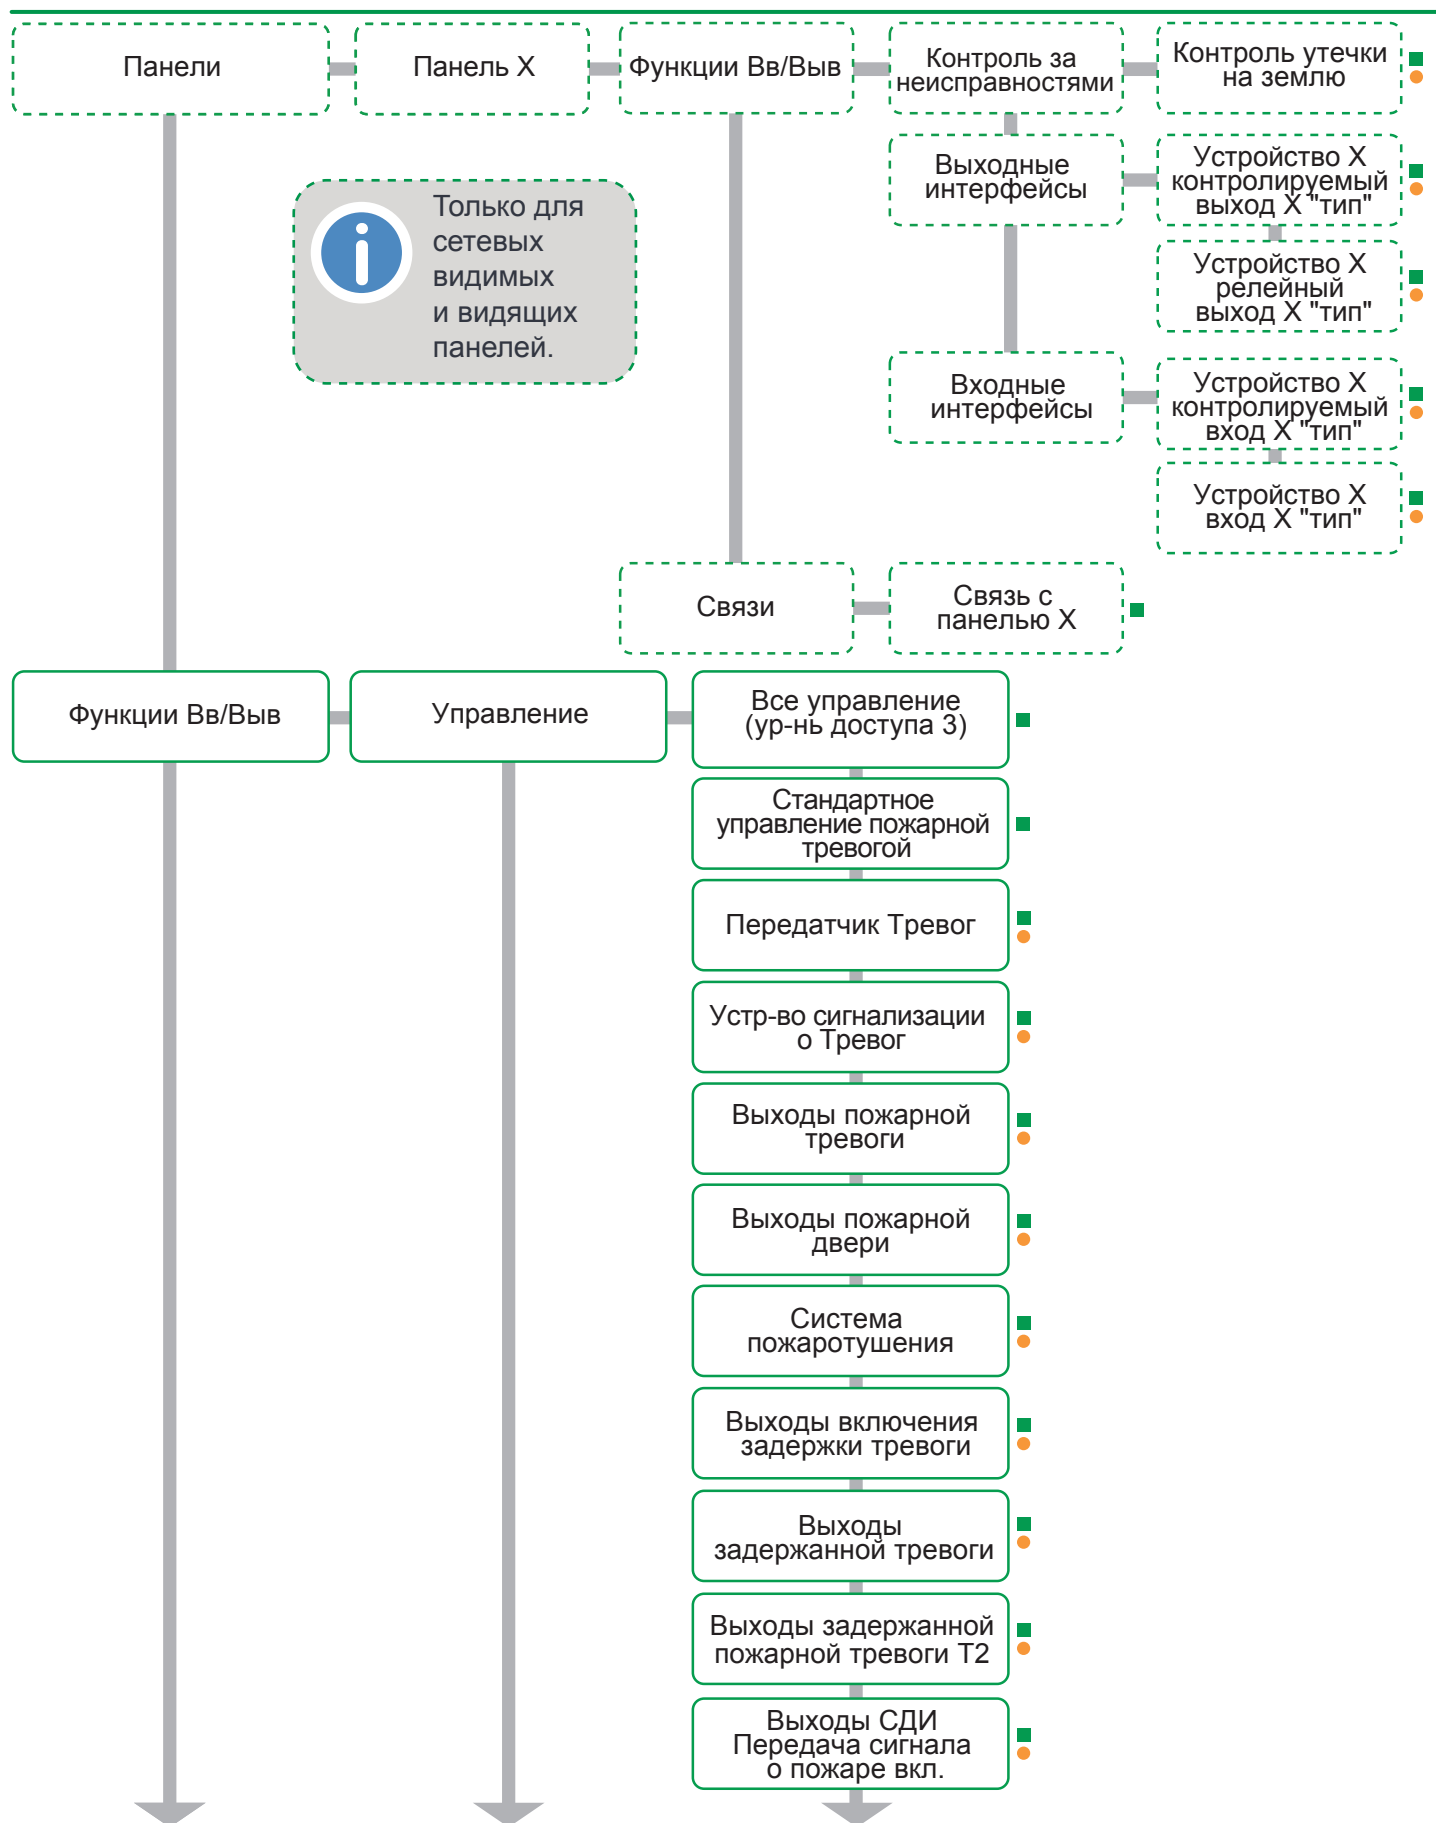 Панели
Панель X
Функции Вв/Выв
Контроль за
неисправностями
Контроль утечки
на землю
Выходные
интерфейсы
Устройство X
контролируемый
выход X "тип"
Только для
сетевых
видимых
и видящих
панелей.
Устройство X
релейный
выход X "тип"
Входные
интерфейсы
Устройство X
контролируемый
вход X "тип"
Устройство X
вход X "тип"
Связи
Связь с
панелью X
Функции Вв/Выв
Управление
Все управление
(ур-нь доступа 3)
Стандартное
управление пожарной
тревогой
Передатчик Тревог
Устр-во сигнализации
о Тревог
Выходы пожарной
тревоги
Выходы пожарной
двери
Система
пожаротушения
Выходы включения
задержки тревоги
Выходы
задержанной тревоги
Выходы задержанной
пожарной тревоги Т2
Выходы СДИ
Передача сигнала
о пожаре вкл.